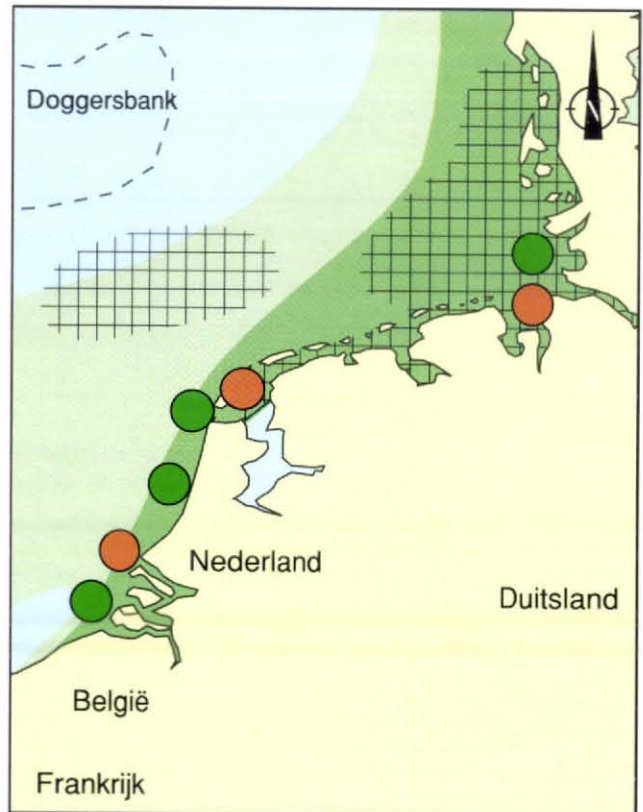 Doggersbank
Nederland
Duitsland
België
Frankrijk